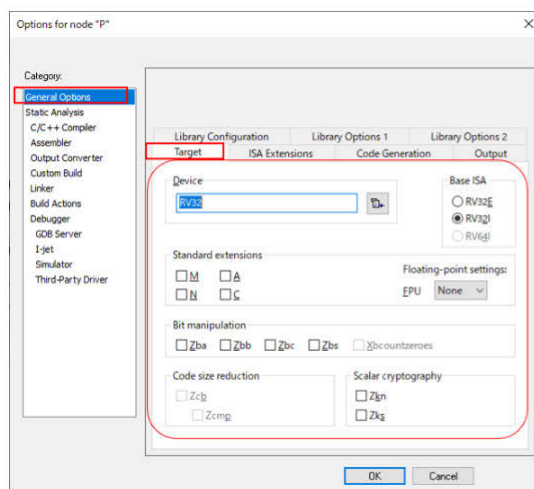 Options for node "P"
Category:
General Options
Static Analysis
C/C++ Compiler
Assembler
Output Converter
Custom Build
Linker
Build Actions
Debugger
GDB Server
I-jet
Simulator
Third-Party Driver
Library Configuration Library Options 1 Library Options 2
Target ISA Extensions Code Generation Output
Device
RV32
Base ISA
RV32E
RV32I
RV64I
Standard extensions
M A
N C
Floating-point settings:
FPU None
Bit manipulation
Zba Zbb Zbc Zbs Xbcountzeroes
Code size reduction
Zcb
Zcmp
Scalar cryptography
Zkn
Zks
OK Cancel